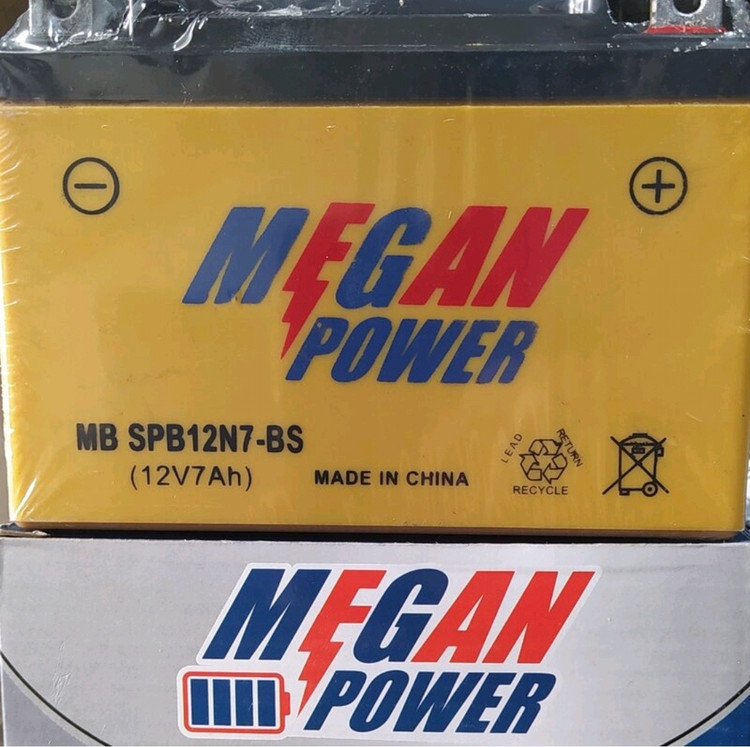 MEGAN
POWER
MB SPB12N7-BS
(12V7Ah)
MADE IN CHINA
LEAD RETURN
RECYCLE
MEGAN
POWER